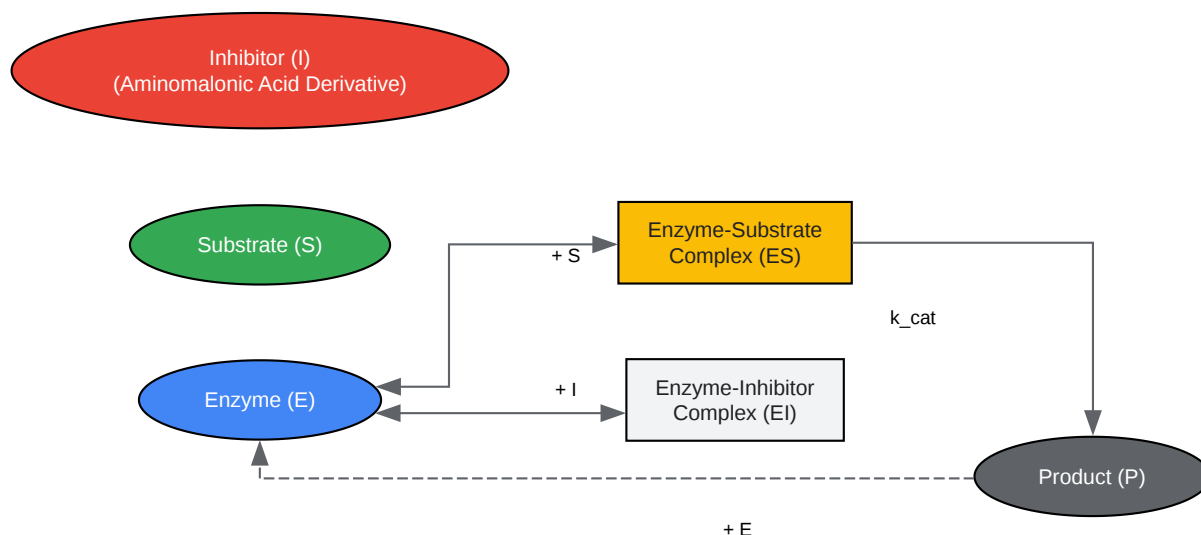 Inhibitor (I)
(Aminomalonic Acid Derivative)
Substrate (S)
+ S
Enzyme-Substrate
Complex (ES)
k_cat
Enzyme (E)
+ I
Enzyme-Inhibitor
Complex (EI)
Product (P)
+ E